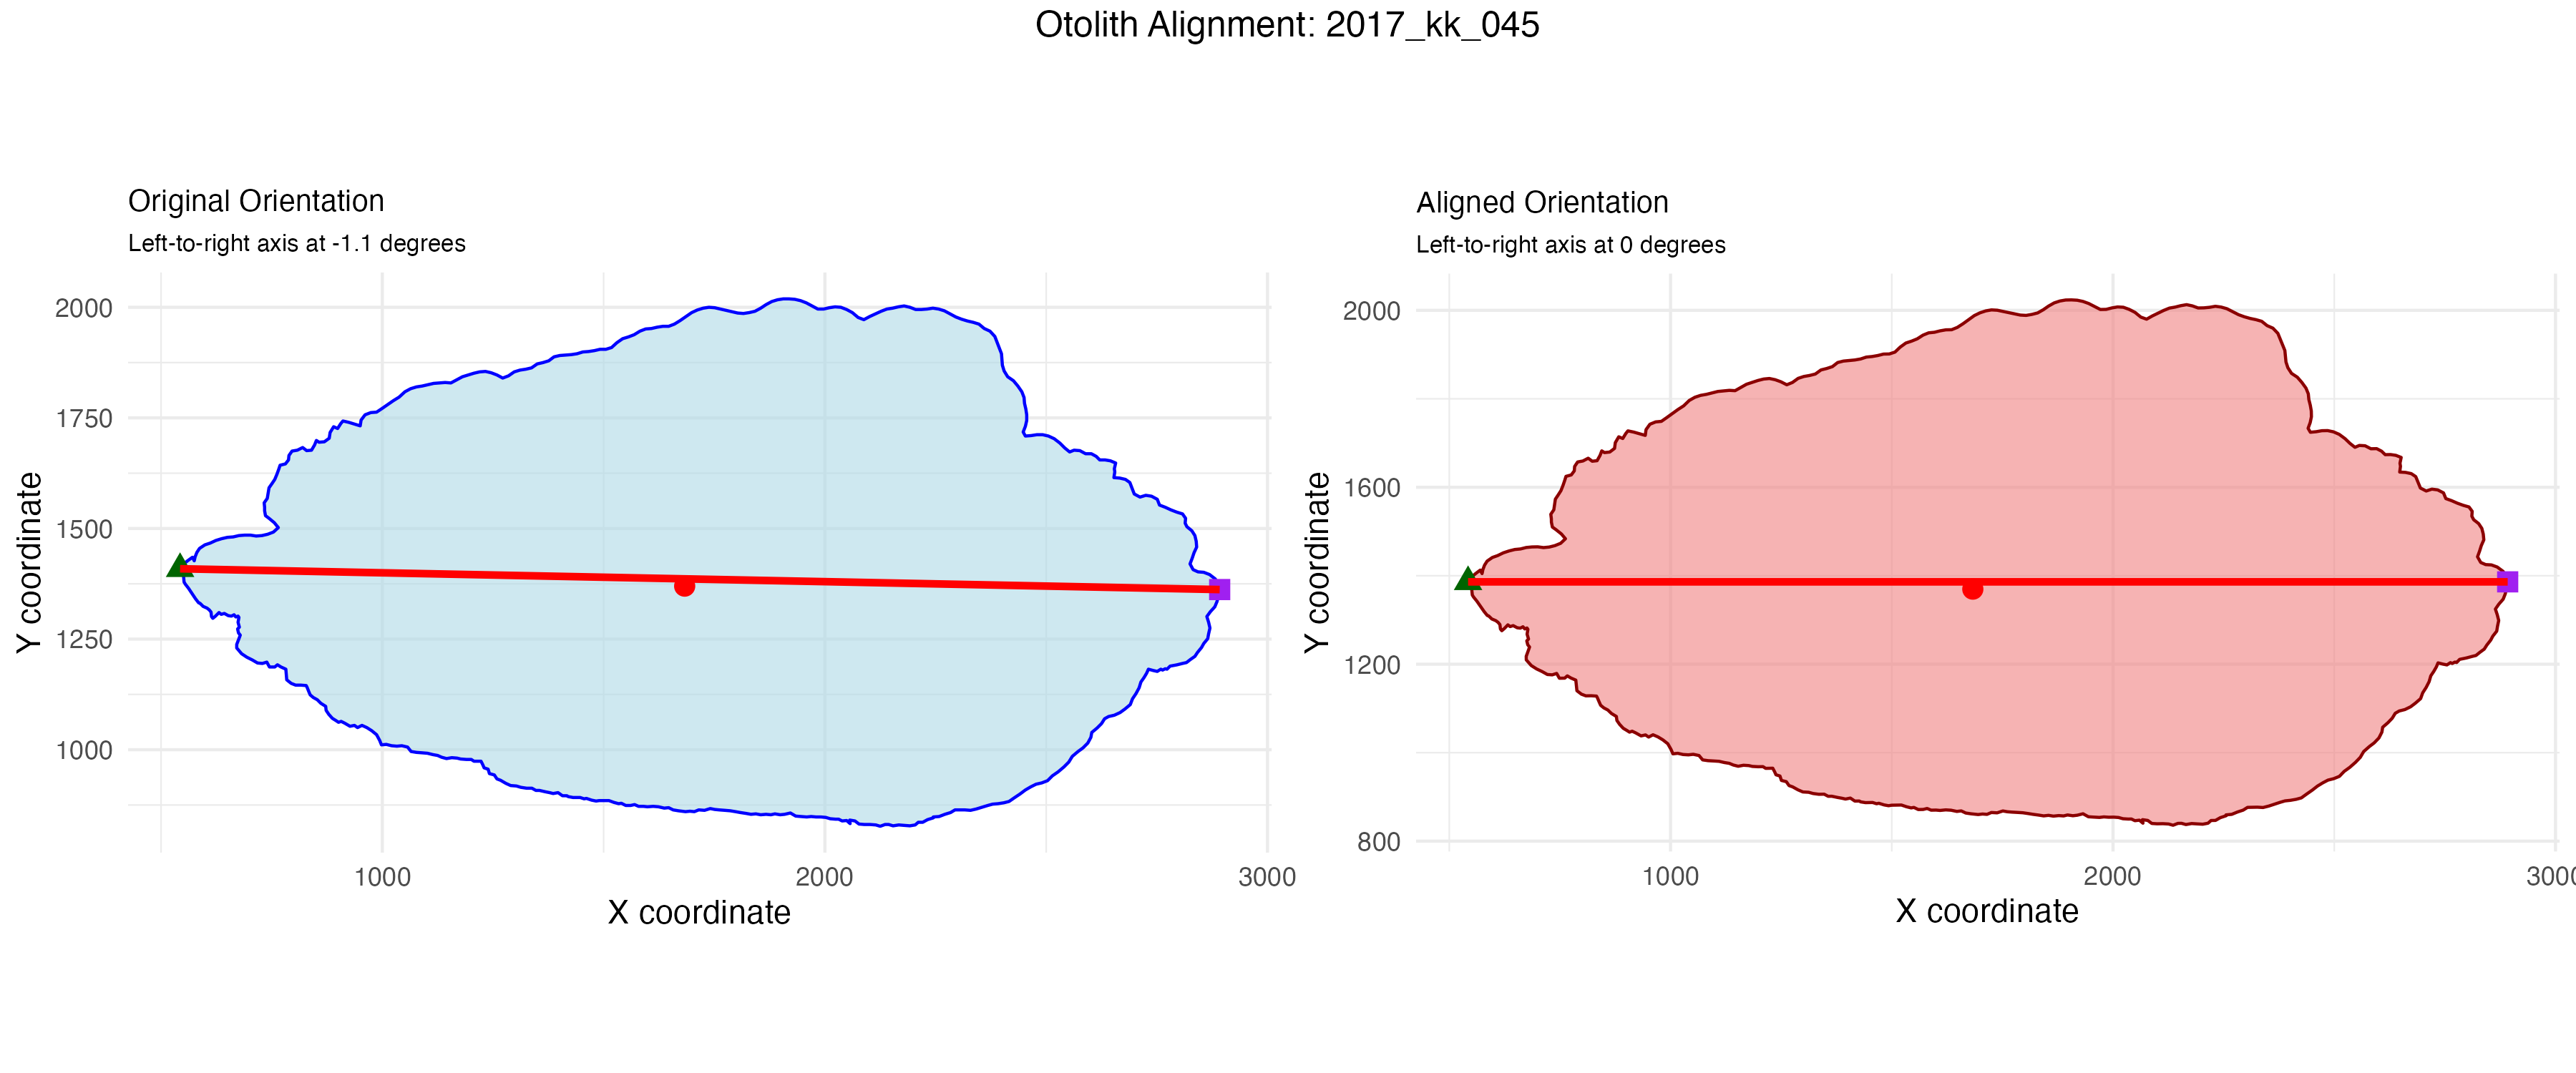 Otolith Alignment: 2017_kk_045
Original Orientation
Left-to-right axis at -1.1 degrees
2000
1750
1500
1250
1000
Y coordinate
1000
2000
3000
X coordinate
Aligned Orientation
Left-to-right axis at 0 degrees
2000
1600
1200
800
Y coordinate
1000
2000
3000
X coordinate